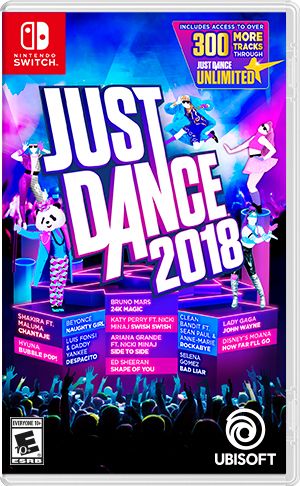 NINTENDO
SWITCH™
INCLUDES ACCESS TO OVER
300 MORE
TRACKS
THROUGH
JUST DANCE
UNLIMITED
JUST
DANCE
2018
SHAKIRA FT.
MALUMA
CHANTAJE
HYUNA
BUBBLE POP!
BEYONCÉ
NAUGHTY GIRL
LUIS FONSI
& DADDY
YANKEE
DESPACITO
BRUNO MARS
24K MAGIC
KATY PERRY FT. NICKI
MINAJ SWISH SWISH
ARIANA GRANDE
FT. NICKI MINAJ
SIDE TO SIDE
ED SHEERAN
SHAPE OF YOU
CLEAN
BANDIT FT.
SEAN PAUL &
ANNE-MARIE
ROCKABYE
SELENA
GOMEZ
BAD LIAR
LADY GAGA
JOHN WAYNE
DISNEY'S MOANA
HOW FAR I'LL GO
EVERYONE 10+
10+
ESRB
UBISOFT